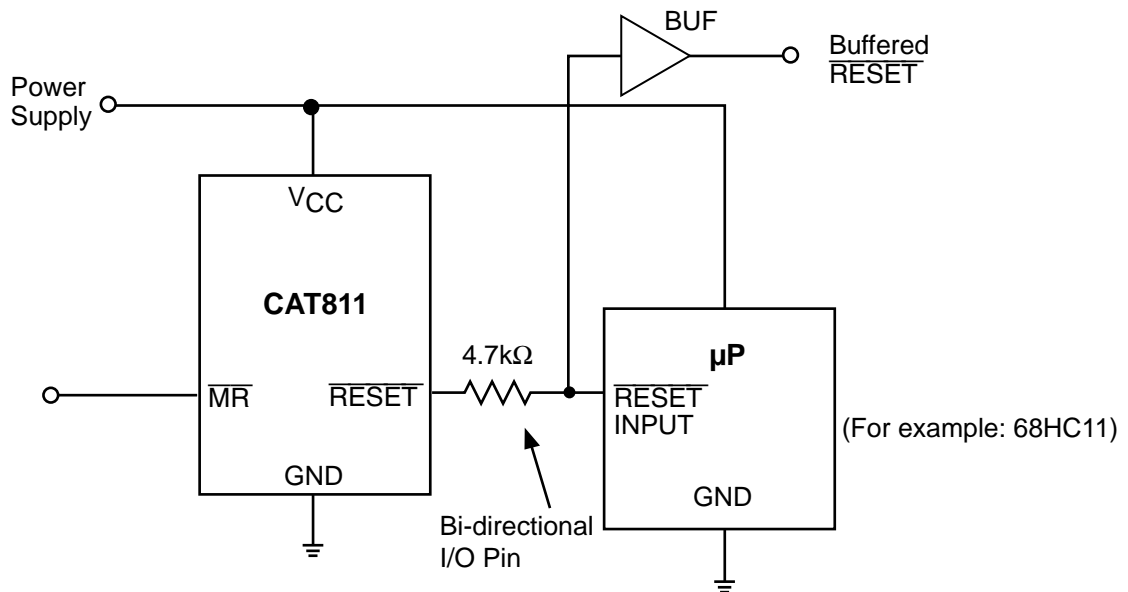 BUF
Buffered
RESET
Power
Supply
VCC
CAT811
4.7kΩ
µP
MR
RESET
RESET
INPUT
(For example: 68HC11)
GND
GND
Bi-directional
I/O Pin